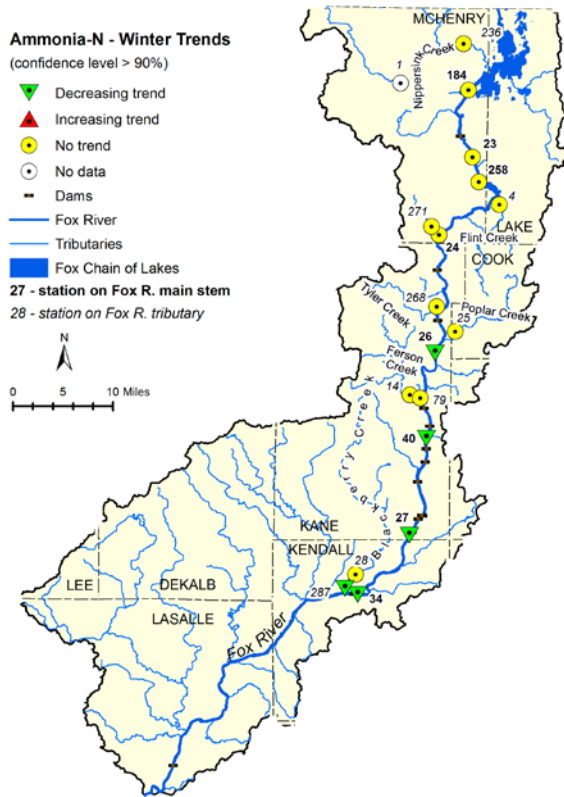 Ammonia-N - Winter Trends
(confidence level > 90%)
Decreasing trend
Increasing trend
No trend
No data
Dams
Fox River
Tributaries
Fox Chain of Lakes
27 - station on Fox R. main stem
28 - station on Fox R. tributary
N
0 5 10 Miles
MCHENRY
236
1
Nippersink Creek
184
23
258
4
271
LAKE
Flint Creek
24
COOK
268
Tyler Creek
Poplar Creek
25
26
Ferson Creek
14
79
40
Blackberry Creek
27
KANE
KENDALL
28
LEE
DEKALB
287
34
LASALLE
Fox River